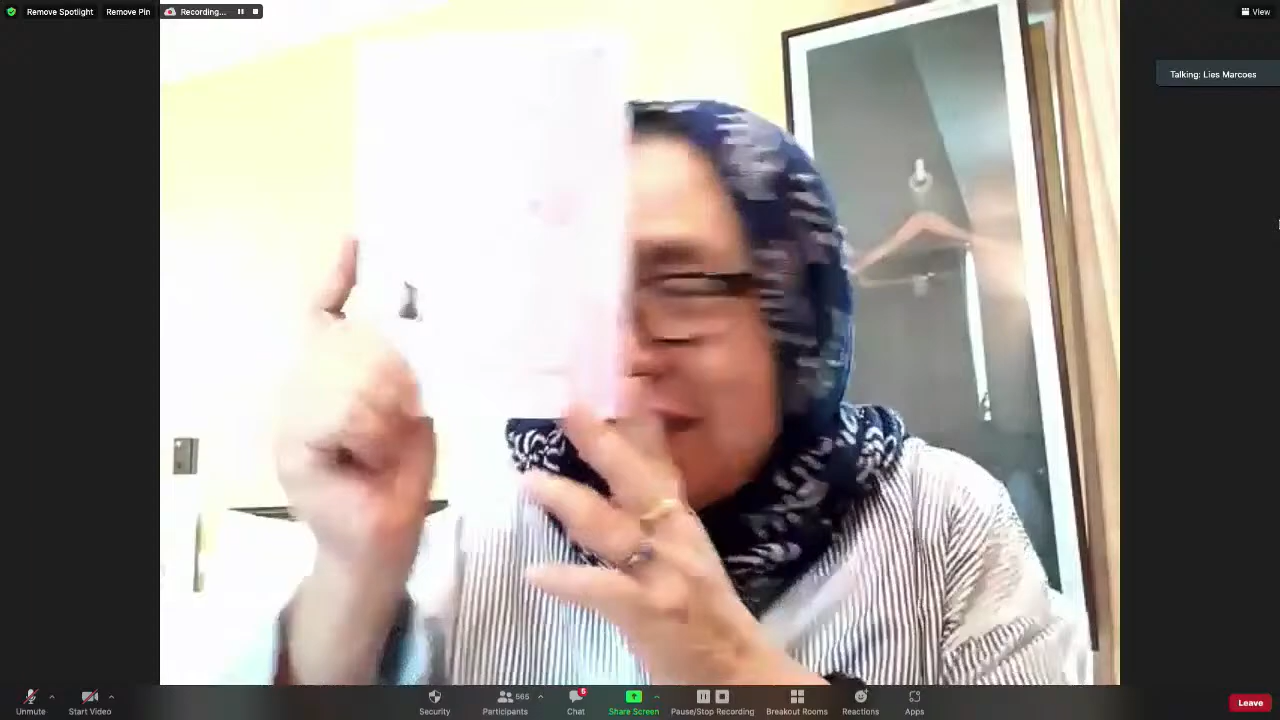 Remove Spotlight
Remove Pin
Recording...
View
Talking: Lies Marcoes
Unmute
Start Video
Security
565
Participants
6
Chat
Share Screen
Pause/Stop Recording
Breakout Rooms
Reactions
Apps
Leave